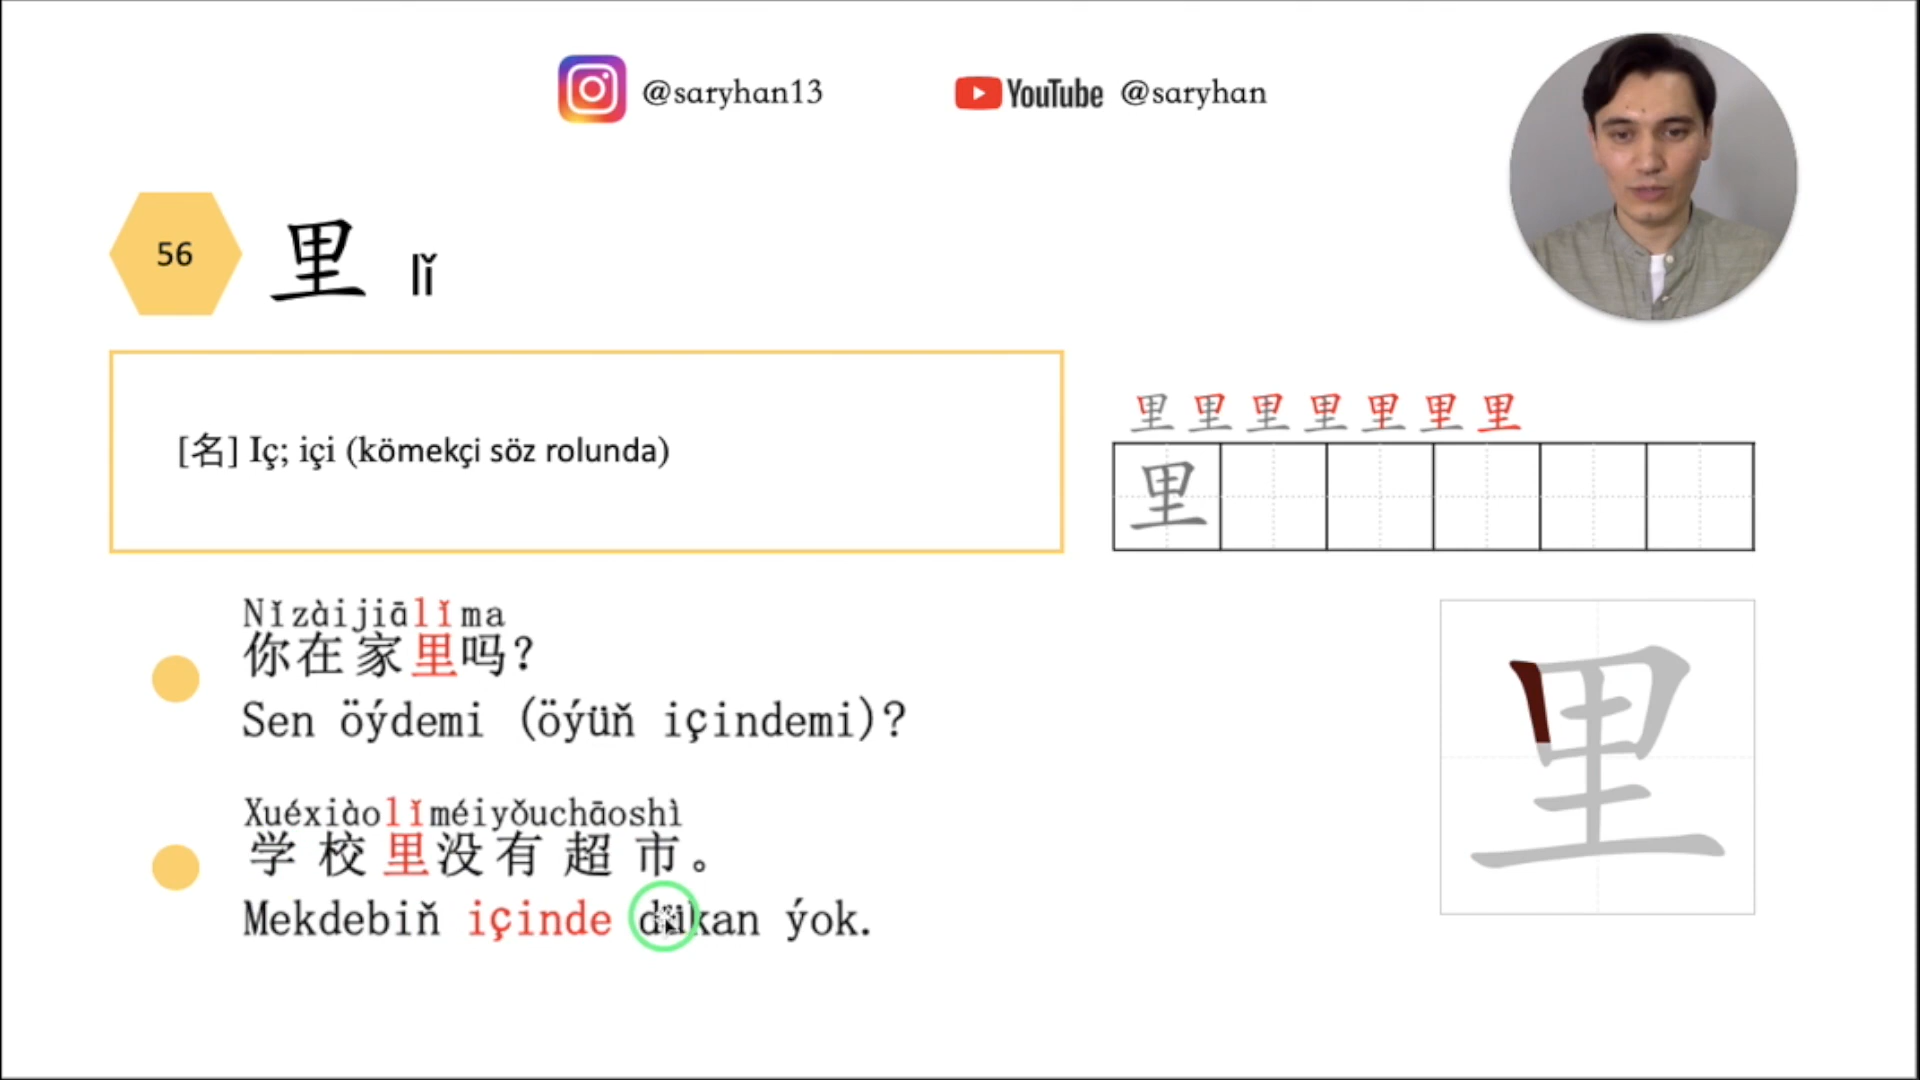 @saryhan13
YouTube @saryhan
56 里 lǐ
[名] Iç; içi (kömekçi söz rolunda)
里 里 里 里 里 里 里
里
Nǐzàijiālǐma
你在家里吗？
Sen öýdemi (öýüň içindemi)?
Xuéxiàolǐméiyǒuchāoshì
学校里没有超市。
Mekdebiň içinde dükan ýok.
里